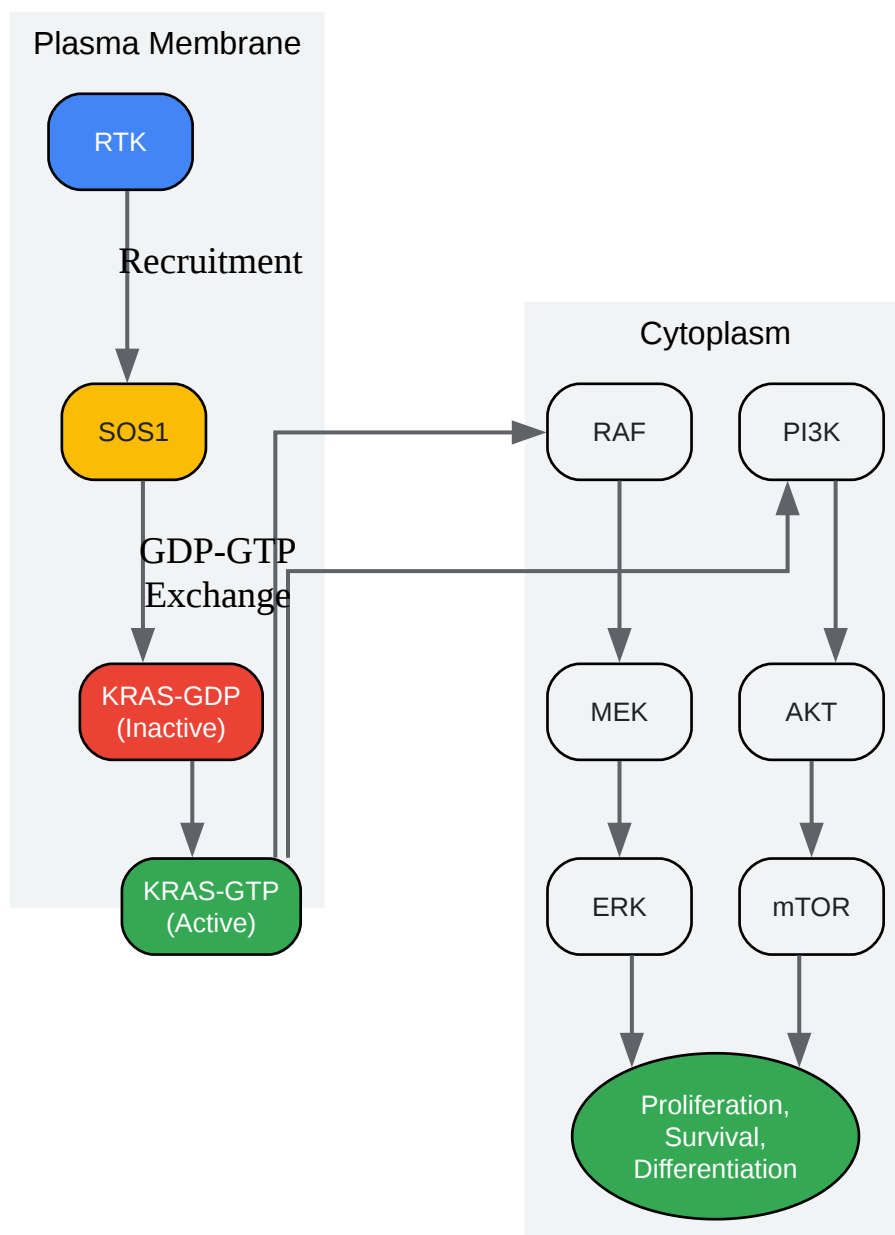 Plasma Membrane
RTK
Recruitment
SOS1
GDP-GTP
Exchange
KRAS-GDP
(Inactive)
KRAS-GTP
(Active)
Cytoplasm
RAF
PI3K
MEK
AKT
ERK
mTOR
Proliferation,
Survival,
Differentiation